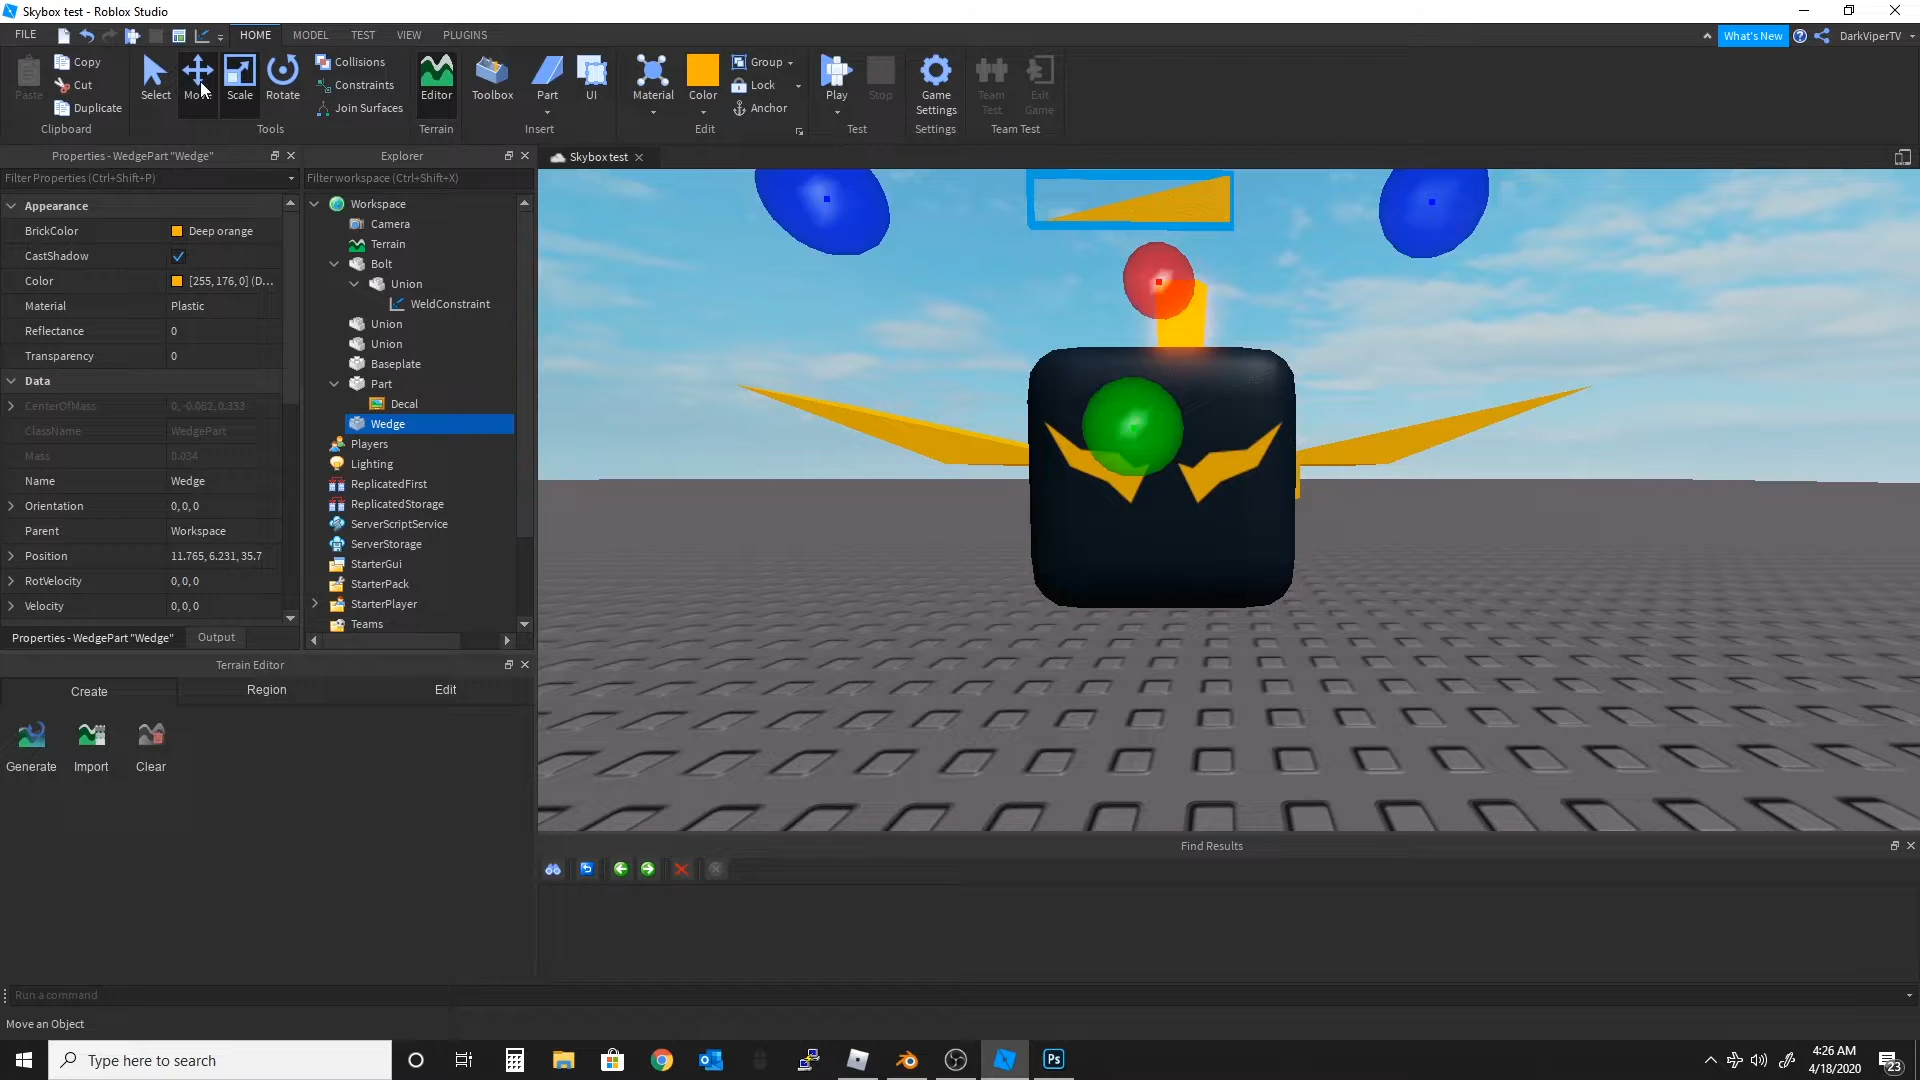 Skybox test - Roblox Studio
FILE
HOME
MODEL
TEST
VIEW
PLUGINS
What's New
DarkViperTV
Paste
Copy
Cut
Duplicate
Clipboard
Select
Move
Scale
Rotate
Collisions
Constraints
Join Surfaces
Tools
Editor
Terrain
Toolbox
Part
UI
Insert
Material
Color
Group
Lock
Anchor
Edit
Play
Stop
Test
Game
Settings
Settings
Team
Test
Exit
Game
Team Test
Properties - WedgePart "Wedge"
Filter Properties (Ctrl+Shift+P)
Appearance
BrickColor Deep orange
CastShadow
Color [255, 176, 0] (D...
Material Plastic
Reflectance 0
Transparency 0
Data
CenterOfMass 0, -0.082, 0.333
ClassName WedgePart
Mass 0.034
Name Wedge
Orientation 0, 0, 0
Parent Workspace
Position 11.765, 6.231, 35.7
RotVelocity 0, 0, 0
Velocity 0, 0, 0
Properties - WedgePart "Wedge"
Output
Explorer
Filter workspace (Ctrl+Shift+X)
Workspace
Camera
Terrain
Bolt
Union
WeldConstraint
Union
Union
Baseplate
Part
Decal
Wedge
Players
Lighting
ReplicatedFirst
ReplicatedStorage
ServerScriptService
ServerStorage
StarterGui
StarterPack
StarterPlayer
Teams
Skybox test
Terrain Editor
Create
Region
Edit
Generate
Import
Clear
Find Results
Run a command
Move an Object
Type here to search
Ps
4:26 AM
4/18/2020
23